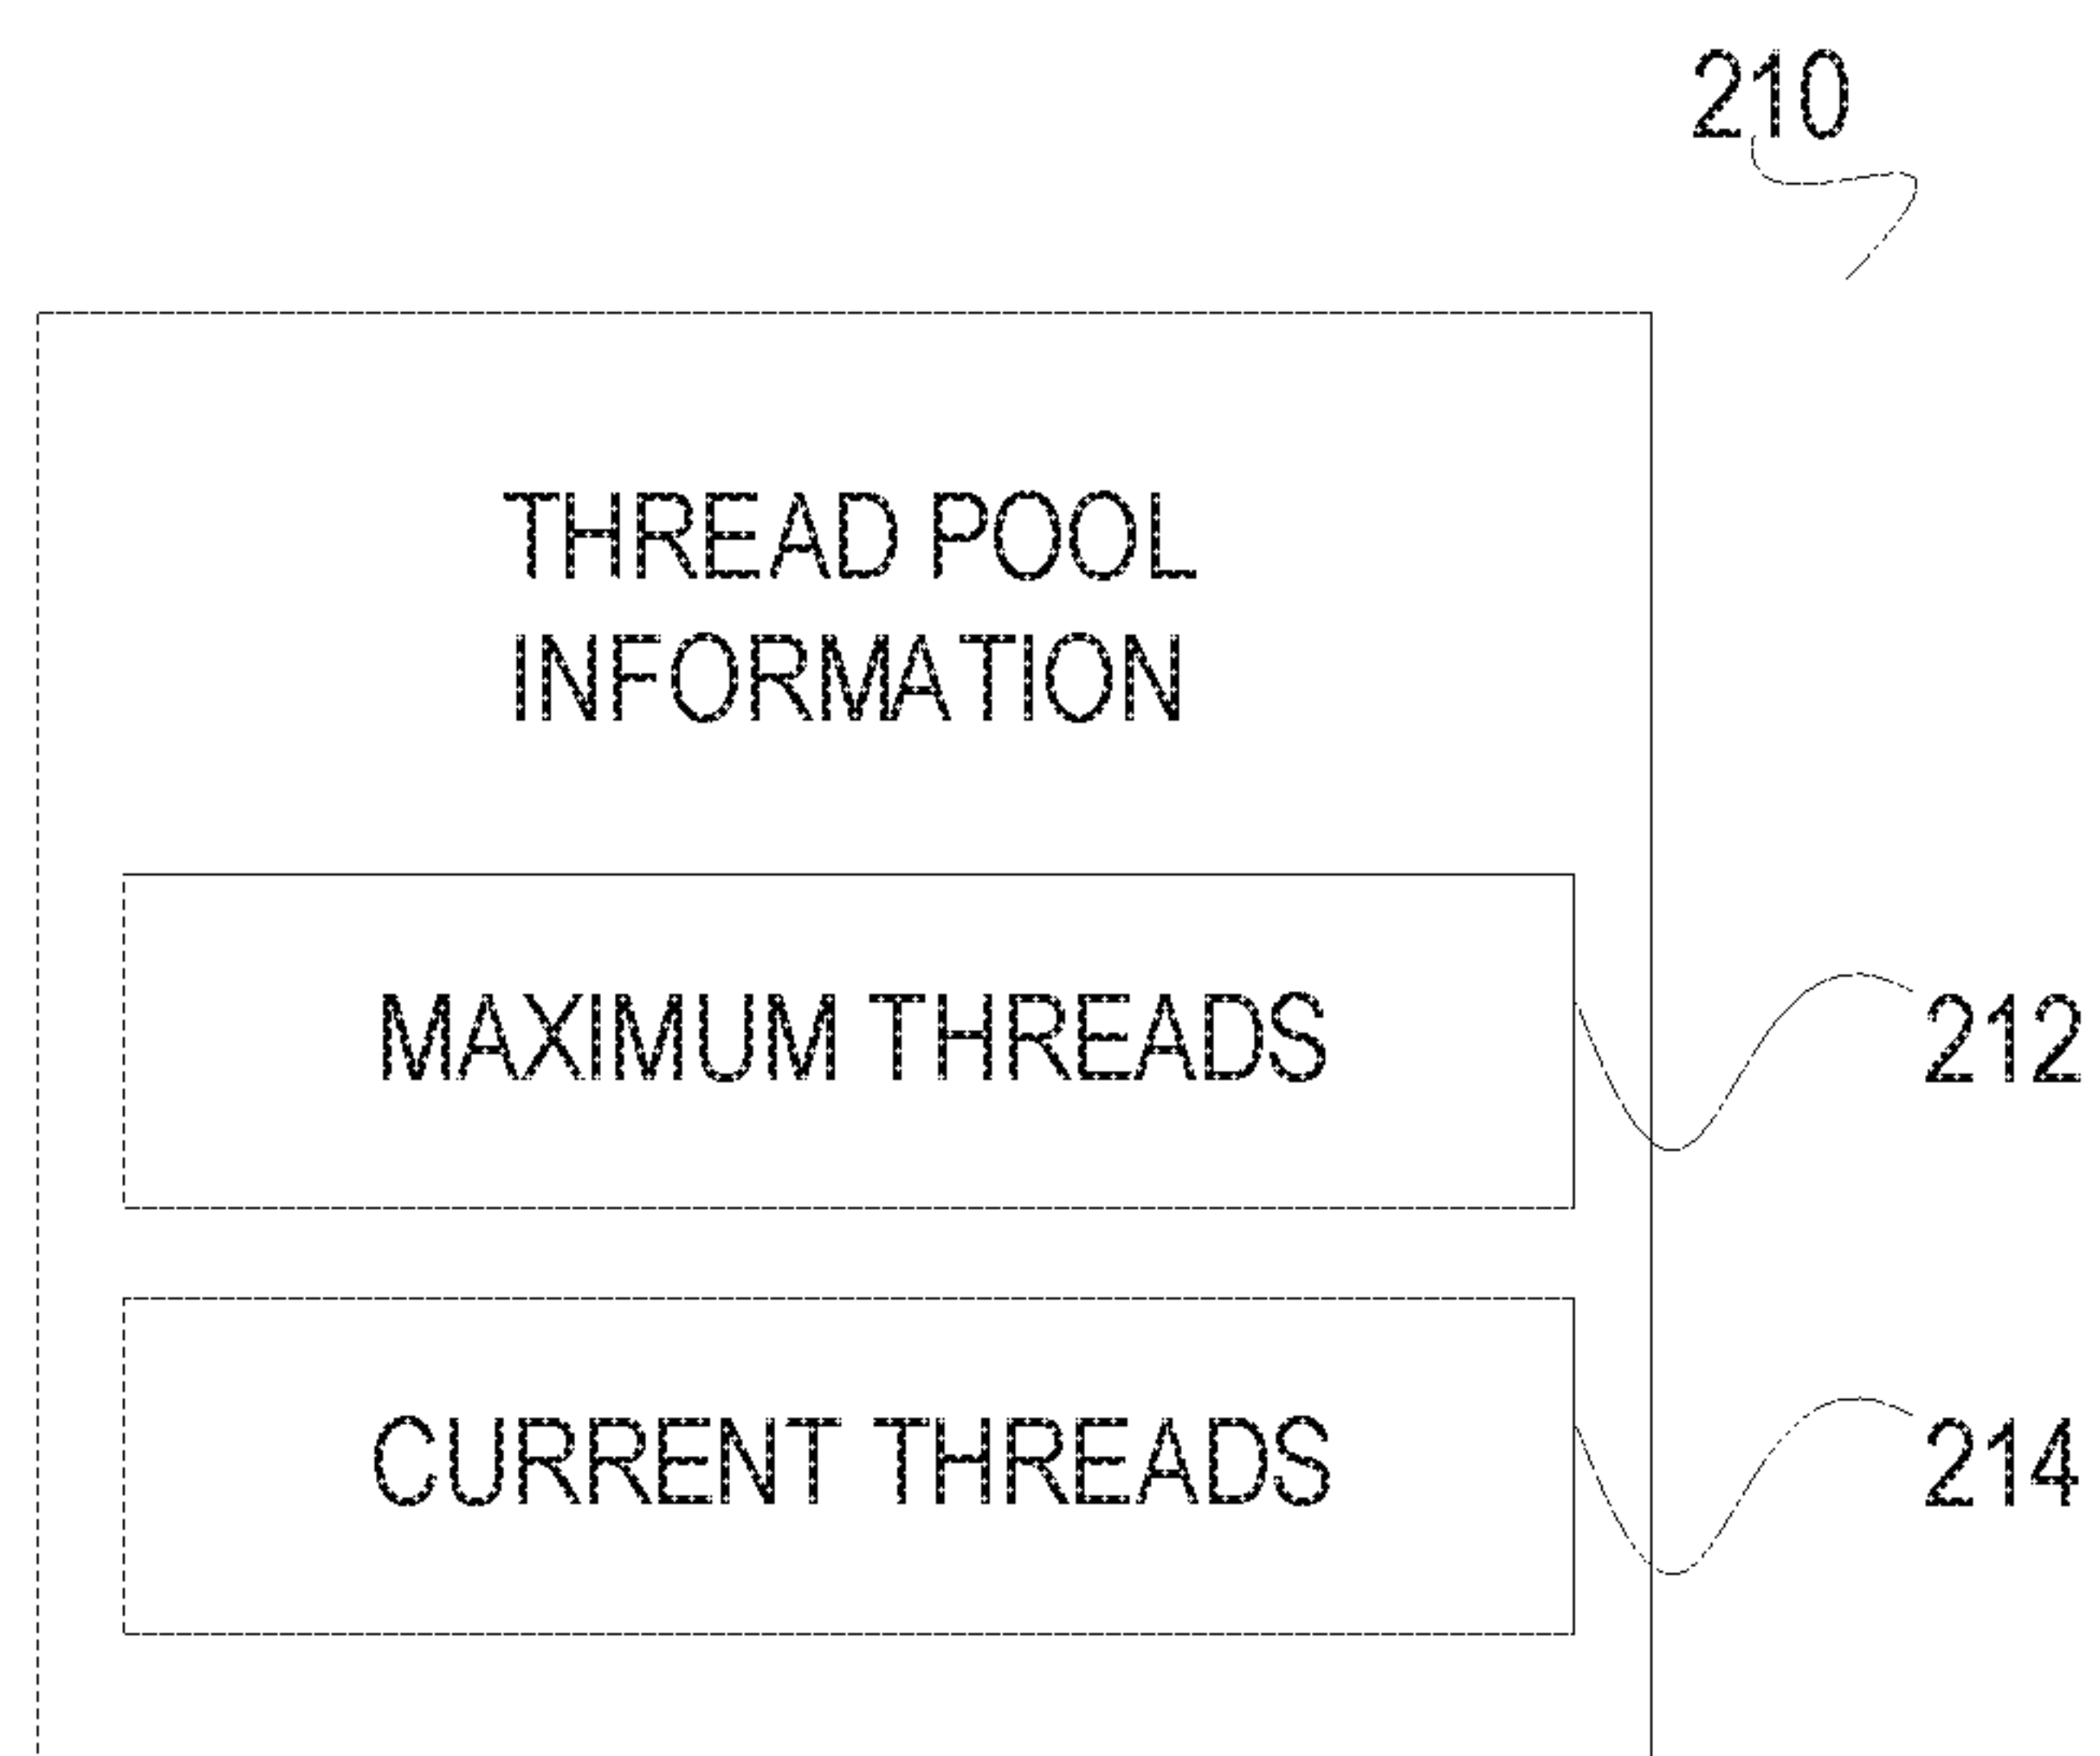 210
THREAD POOL
INFORMATION
MAXIMUM THREADS
212
CURRENT THREADS
214